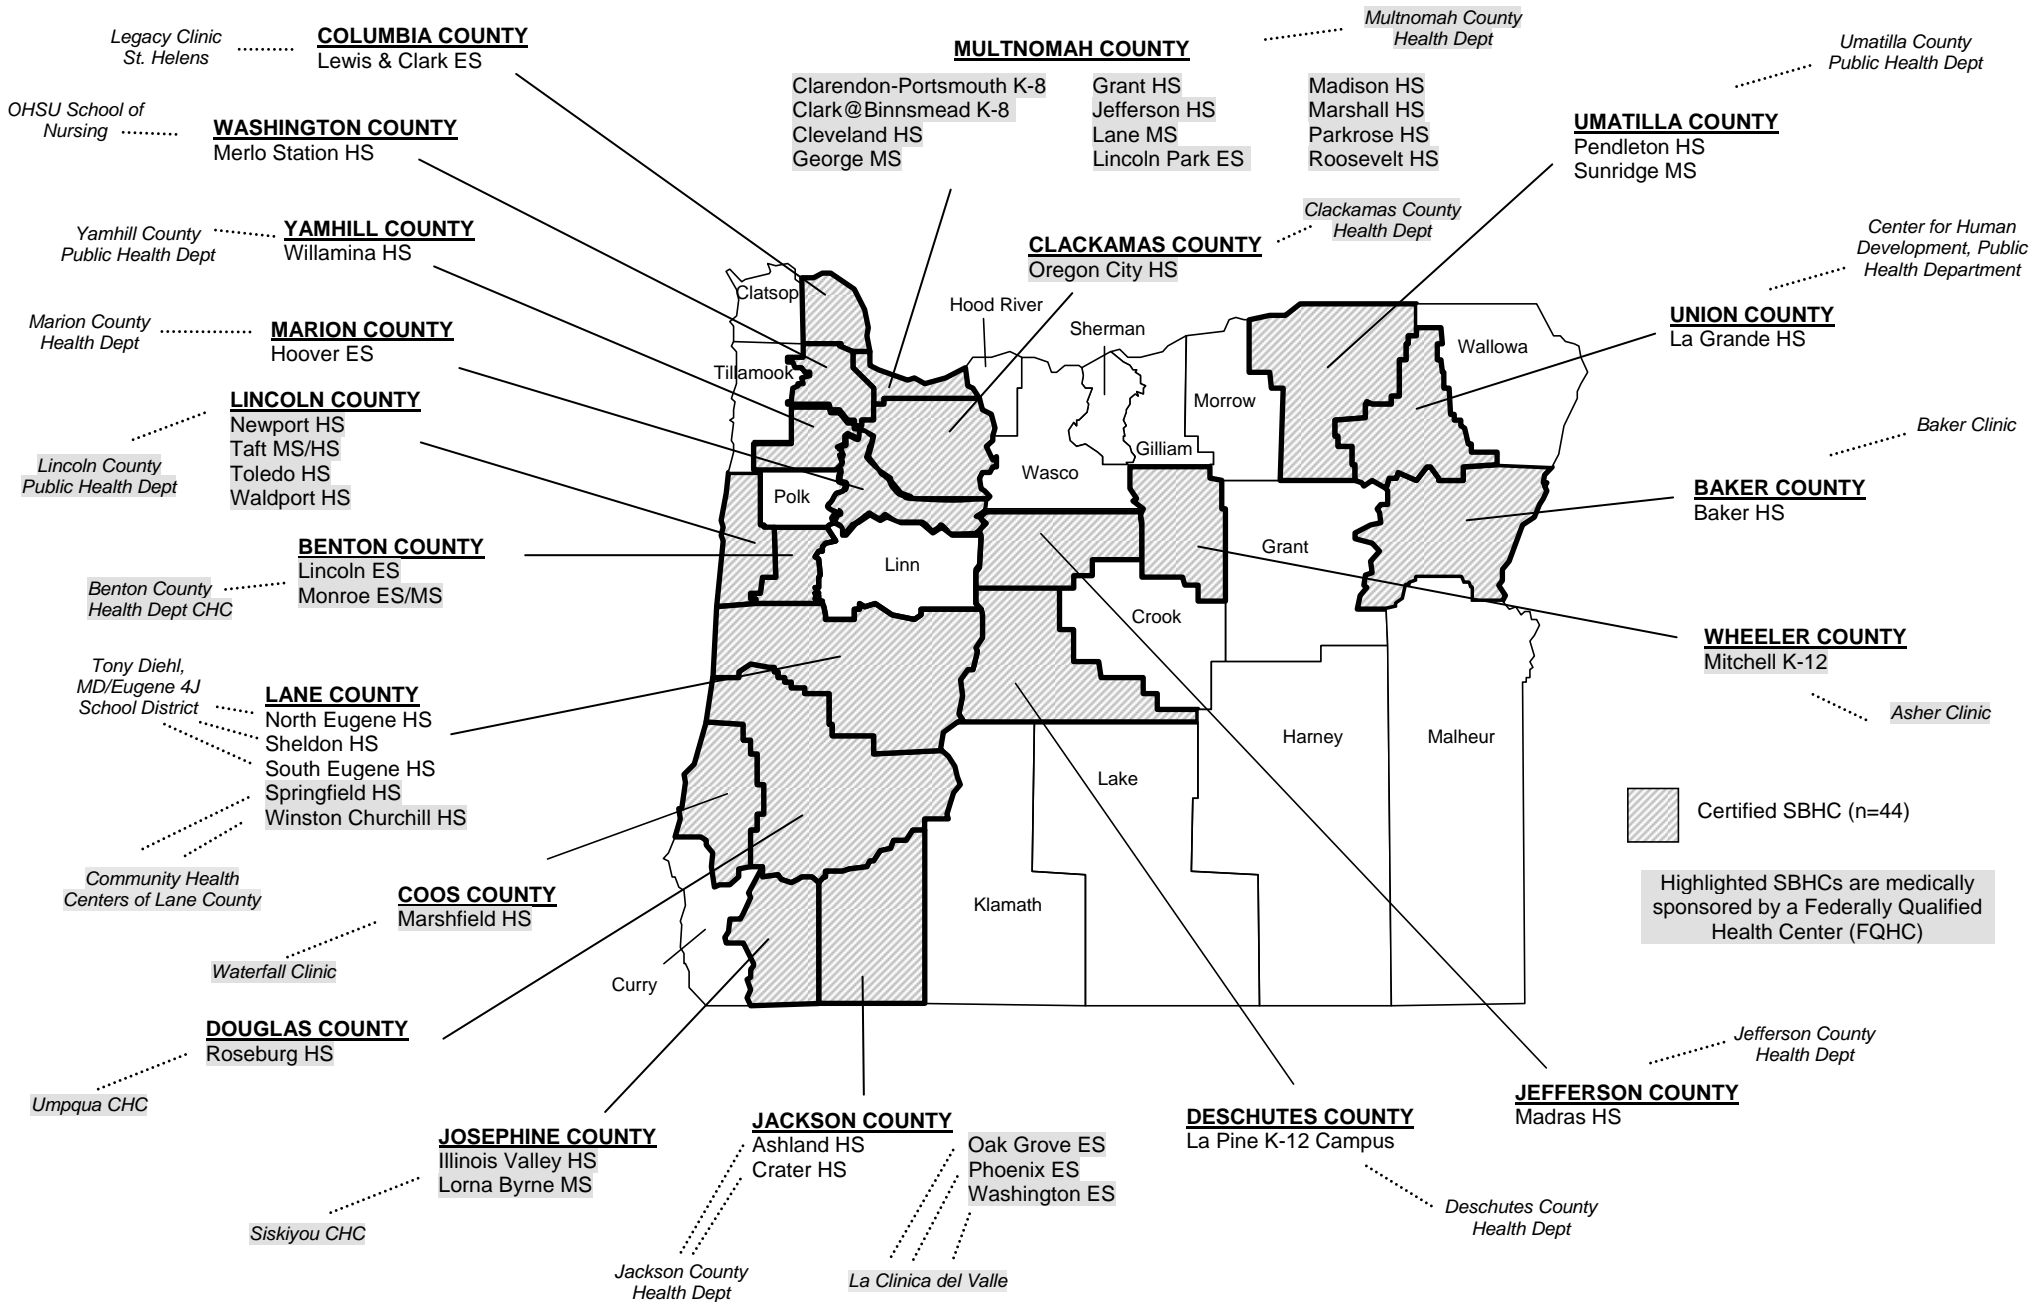 Legacy Clinic
St. Helens
COLUMBIA COUNTY
Lewis & Clark ES
OHSU School of
Nursing
WASHINGTON COUNTY
Merlo Station HS
Yamhill County
Public Health Dept
YAMHILL COUNTY
Willamina HS
Marion County
Health Dept
MARION COUNTY
Hoover ES
LINCOLN COUNTY
Newport HS
Taft MS/HS
Toledo HS
Waldport HS
Lincoln County
Public Health Dept
BENTON COUNTY
Lincoln ES
Monroe ES/MS
Benton County
Health Dept CHC
Tony Diehl,
MD/Eugene 4J
School District
LANE COUNTY
North Eugene HS
Sheldon HS
South Eugene HS
Springfield HS
Winston Churchill HS
Community Health
Centers of Lane County
COOS COUNTY
Marshfield HS
Waterfall Clinic
DOUGLAS COUNTY
Roseburg HS
Umpqua CHC
JOSEPHINE COUNTY
Illinois Valley HS
Lorna Byrne MS
Siskiyou CHC
JACKSON COUNTY
Ashland HS
Crater HS
Oak Grove ES
Phoenix ES
Washington ES
Jackson County
Health Dept
La Clinica del Valle
DESCHUTES COUNTY
La Pine K-12 Campus
Deschutes County
Health Dept
JEFFERSON COUNTY
Madras HS
Jefferson County
Health Dept
MULTNOMAH COUNTY
Multnomah County
Health Dept
Clarendon-Portsmouth K-8
Clark@Binnsmead K-8
Cleveland HS
George MS
Grant HS
Jefferson HS
Lane MS
Lincoln Park ES
Madison HS
Marshall HS
Parkrose HS
Roosevelt HS
CLACKAMAS COUNTY
Oregon City HS
Clackamas County
Health Dept
Umatilla County
Public Health Dept
UMATILLA COUNTY
Pendleton HS
Sunridge MS
Center for Human
Development, Public
Health Department
UNION COUNTY
La Grande HS
Baker Clinic
BAKER COUNTY
Baker HS
WHEELER COUNTY
Mitchell K-12
Asher Clinic
Clatsop
Tillamook
Hood River
Sherman
Wallowa
Morrow
Gilliam
Wasco
Polk
Linn
Grant
Crook
Harney
Malheur
Lake
Klamath
Curry
Certified SBHC (n=44)
Highlighted SBHCs are medically
sponsored by a Federally Qualified
Health Center (FQHC)